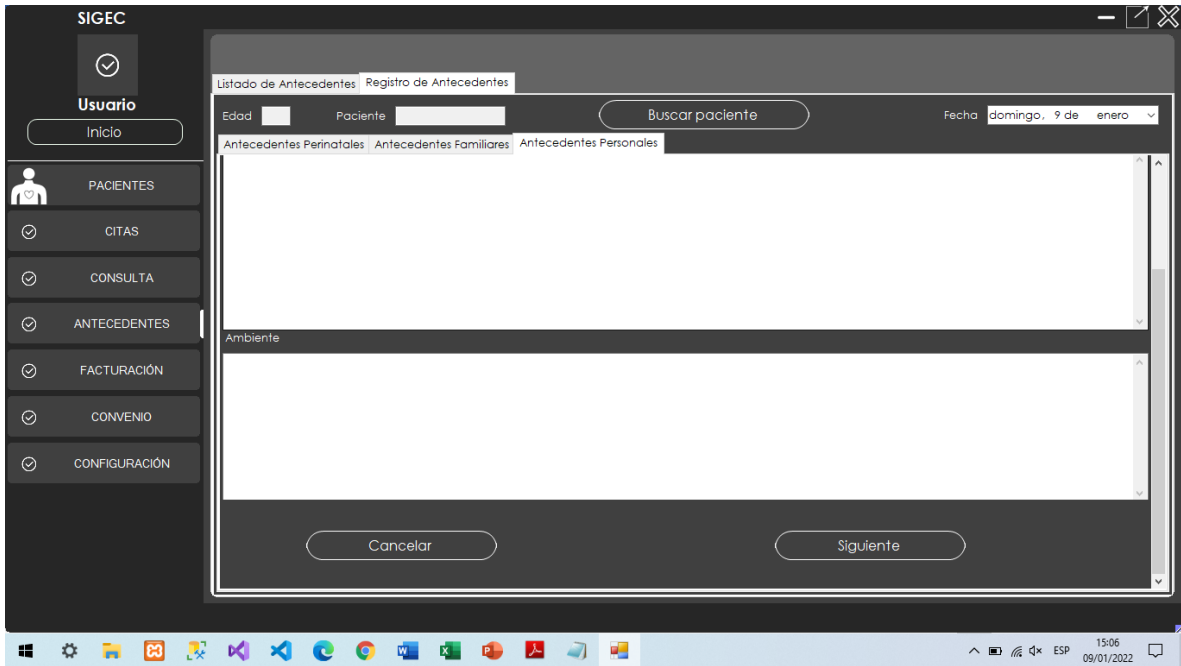 SIGEC
Usuario
Inicio
PACIENTES
CITAS
CONSULTA
ANTECEDENTES
FACTURACIÓN
CONVENIO
CONFIGURACIÓN
Listado de Antecedentes Registro de Antecedentes
Edad Paciente Buscar paciente Fecha domingo, 9 de enero
Antecedentes Perinatales Antecedentes Familiares Antecedentes Personales
Ambiente
Cancelar Siguiente
ESP 15:06
09/01/2022